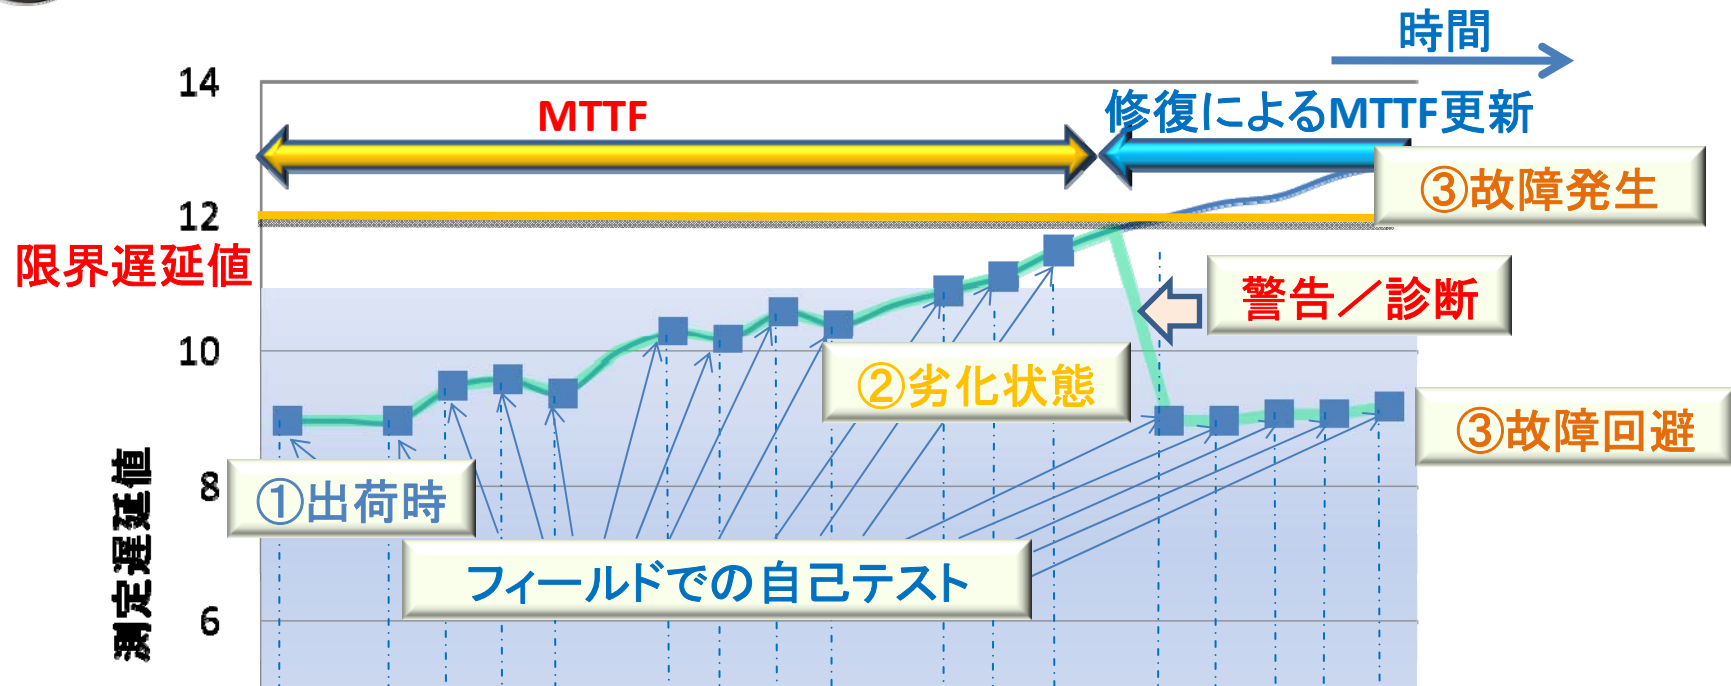 時間
14
MTTF
修復によるMTTF更新
③故障発生
12
限界遅延値
警告／診断
10
②劣化状態
③故障回避
測定遅延値
8
①出荷時
フィールドでの自己テスト
6